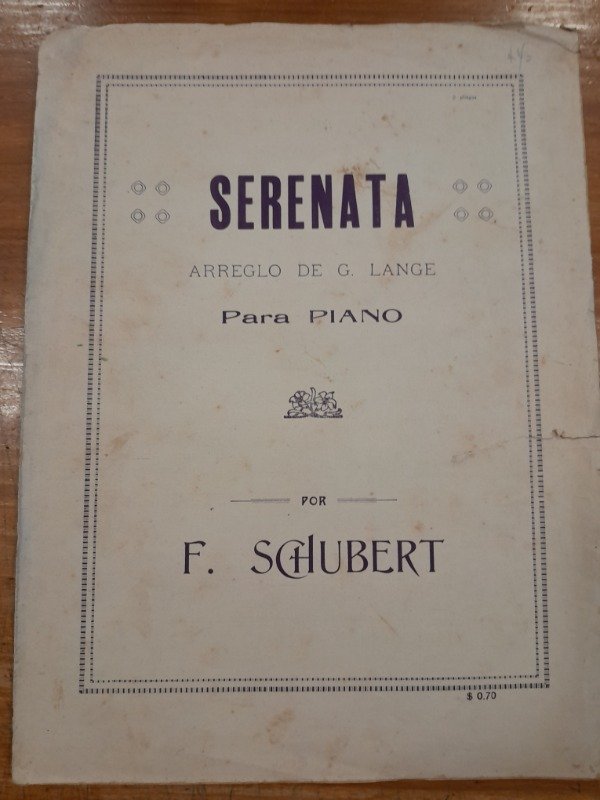 SERENATA
ARREGLO DE G. LANGE
Para PIANO
POR
F. SCHUBERT
$ 0.70